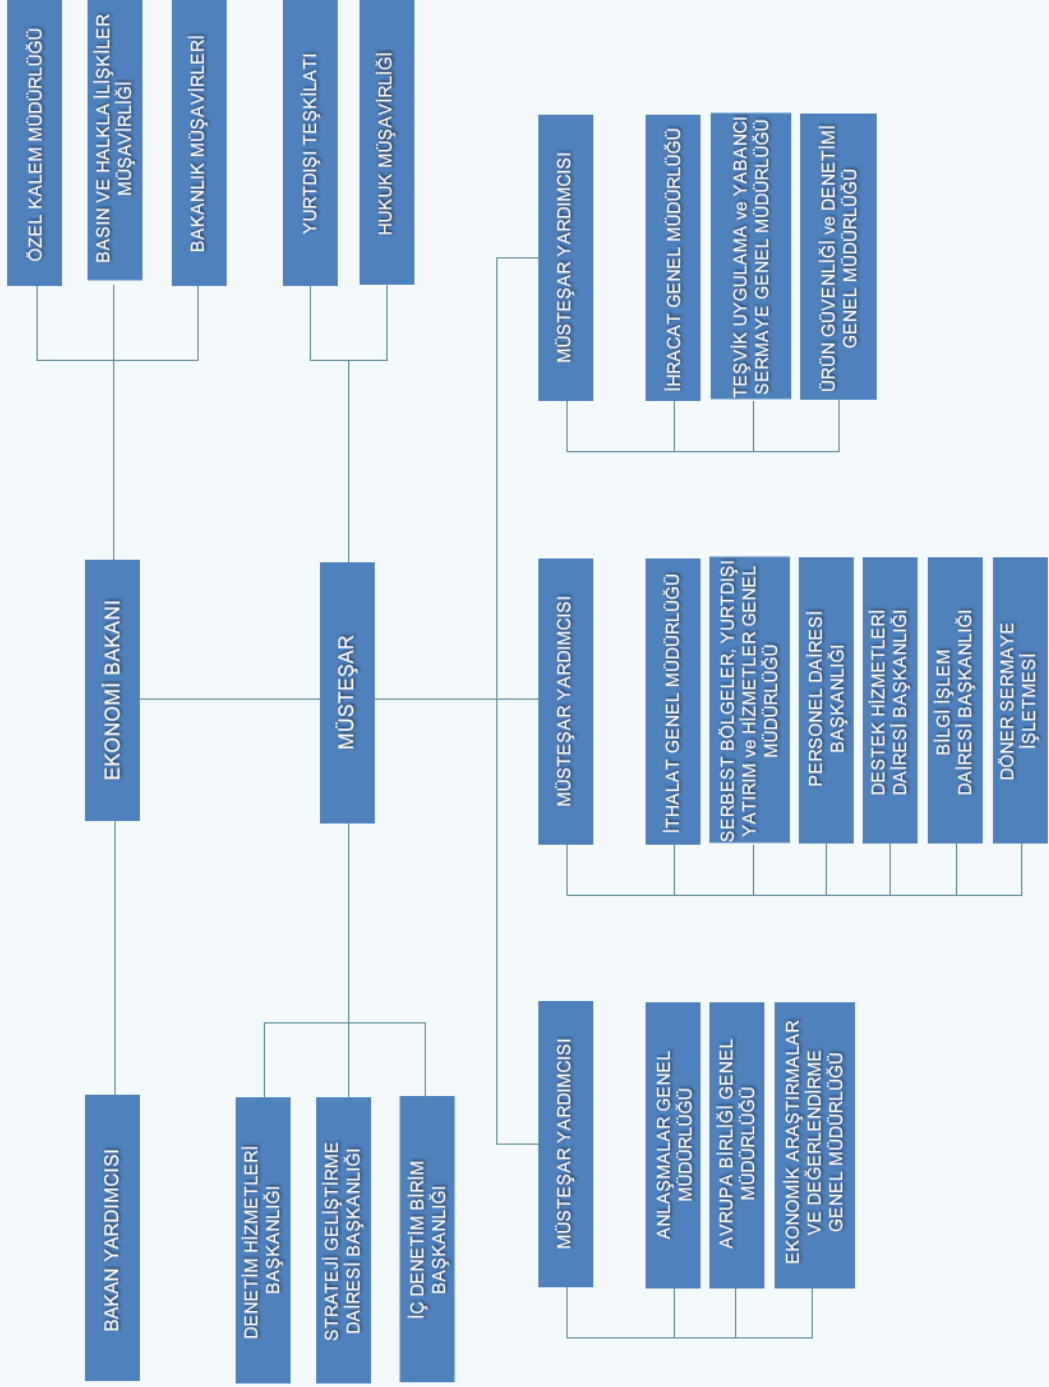 EKONOMİ BAKANI
BAKAN YARDIMCISI
ÖZEL KALEM MÜDÜRLÜĞÜ
BASIN VE HALKLA İLİŞKİLER
MÜŞAVİRLİĞİ
BAKANLIK MÜŞAVİRLERİ
MÜSTEŞAR
DENETİM HİZMETLERİ
BAŞKANLIĞI
STRATEJİ GELİŞTİRME
DAİRESİ BAŞKANLIĞI
İÇ DENETİM BİRİM
BAŞKANLIĞI
YURTDIŞI TEŞKİLATI
HUKUK MÜŞAVİRLİĞİ
MÜSTEŞAR YARDIMCISI
ANLAŞMALAR GENEL
MÜDÜRLÜĞÜ
AVRUPA BİRLİĞİ GENEL
MÜDÜRLÜĞÜ
EKONOMİK ARAŞTIRMALAR
VE DEĞERLENDİRME
GENEL MÜDÜRLÜĞÜ
MÜSTEŞAR YARDIMCISI
İTHALAT GENEL MÜDÜRLÜĞÜ
SERBEST BÖLGELER, YURTDIŞI
YATIRIM ve HİZMETLER GENEL
MÜDÜRLÜĞÜ
PERSONEL DAİRESİ
BAŞKANLIĞI
DESTEK HİZMETLERİ
DAİRESİ BAŞKANLIĞI
BİLGİ İŞLEM
DAİRESİ BAŞKANLIĞI
DÖNER SERMAYE
İŞLETMESİ
MÜSTEŞAR YARDIMCISI
İHRACAT GENEL MÜDÜRLÜĞÜ
TEŞVİK UYGULAMA ve YABANCI
SERMAYE GENEL MÜDÜRLÜĞÜ
ÜRÜN GÜVENLİĞİ ve DENETİMİ
GENEL MÜDÜRLÜĞÜ